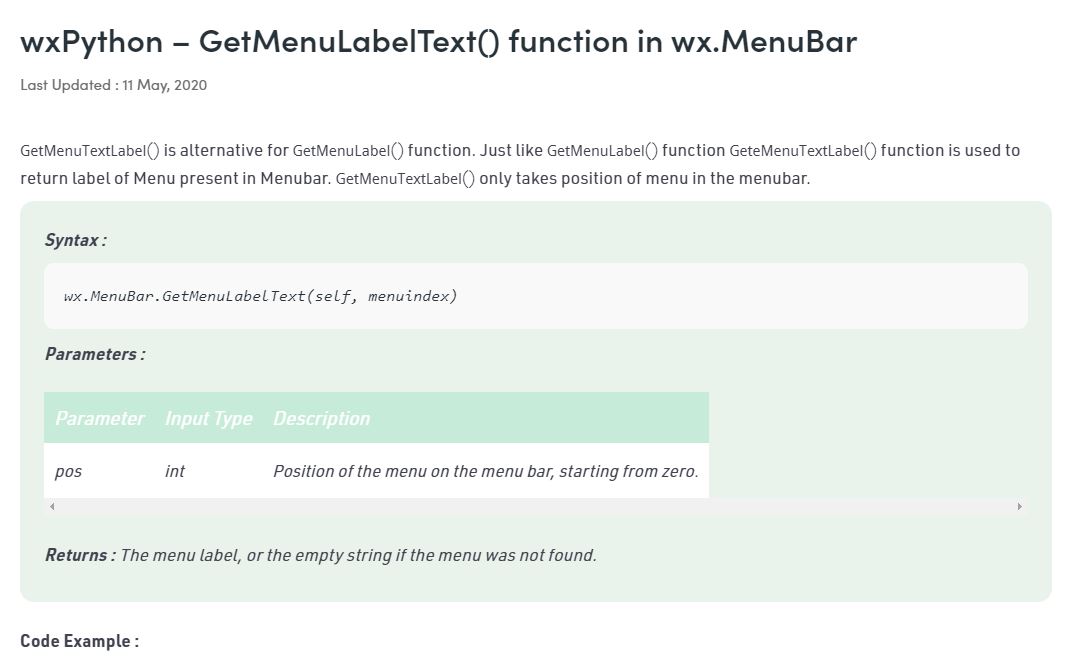 wxPython – GetMenuLabelText() function in wx.MenuBar
Last Updated : 11 May, 2020
GetMenuTextLabel() is alternative for GetMenuLabel() function. Just like GetMenuLabel() function GeteMenuTextLabel() function is used to
return label of Menu present in Menubar. GetMenuTextLabel() only takes position of menu in the menubar.
Syntax :
wx.MenuBar.GetMenuLabelText(self, menuindex)
Parameters :
Parameter Input Type Description
pos int Position of the menu on the menu bar, starting from zero.
Returns : The menu label, or the empty string if the menu was not found.
Code Example :